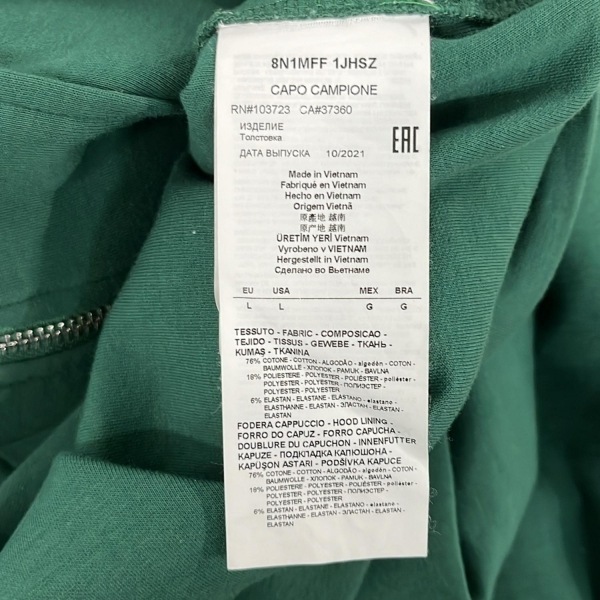 8N1MFF 1JHSZ
CAPO CAMPIONE
RN#103723 CA#37360
ИЗДЕЛИЕ
Толстовка
ДАТА ВЫПУСКА 10/2021
EAC
Made in Vietnam
Fabriqué en Vietnam
Hecho en Vietnam
Origem Vietnã
原產地 越南
原产地 越南
ÜRETİM YERİ Vietnam
Vyrobeno v VIETNAM
Hergestellt in Vietnam
Сделано во Вьетнаме
EU USA MEX BRA
L L G G
TESSUTO - FABRIC - COMPOSICAO -
TEJIDO - TISSUS - GEWEBE - ТКАНЬ -
KUMAŞ - TKANINA
76% COTONE - COTTON - ALGODÃO - algodón - COTON -
BAUMWOLLE - ХЛОПОК - PAMUK - BAVLNA
18% POLIESTERE - POLYESTER - POLIÉSTER - poliéster -
POLYESTER - POLYESTER - ПОЛИЭСТЕР -
POLYESTER - POLYESTER
6% ELASTAN - ELASTANE - ELASTANO - elastano -
ELASTHANNE - ELASTAN - ЭЛАСТАН - ELASTAN -
ELASTAN
FODERA CAPPUCCIO - HOOD LINING -
FORRO DO CAPUZ - FORRO CAPUCHA -
DOUBLURE DU CAPUCHON - INNENFUTTER
KAPUZE - ПОДКЛАДКА КАПЮШОНА -
KAPÜŞON ASTARI - PODŠÍVKA KAPUCE
76% COTONE - COTTON - ALGODÃO - algodón - COTON -
BAUMWOLLE - ХЛОПОК - PAMUK - BAVLNA
18% POLIESTERE - POLYESTER - POLIÉSTER - poliéster -
POLYESTER - POLYESTER - ПОЛИЭСТЕР -
POLYESTER - POLYESTER
6% ELASTAN - ELASTANE - ELASTANO - elastano -
ELASTHANNE - ELASTAN - ЭЛАСТАН - ELASTAN -
ELASTAN